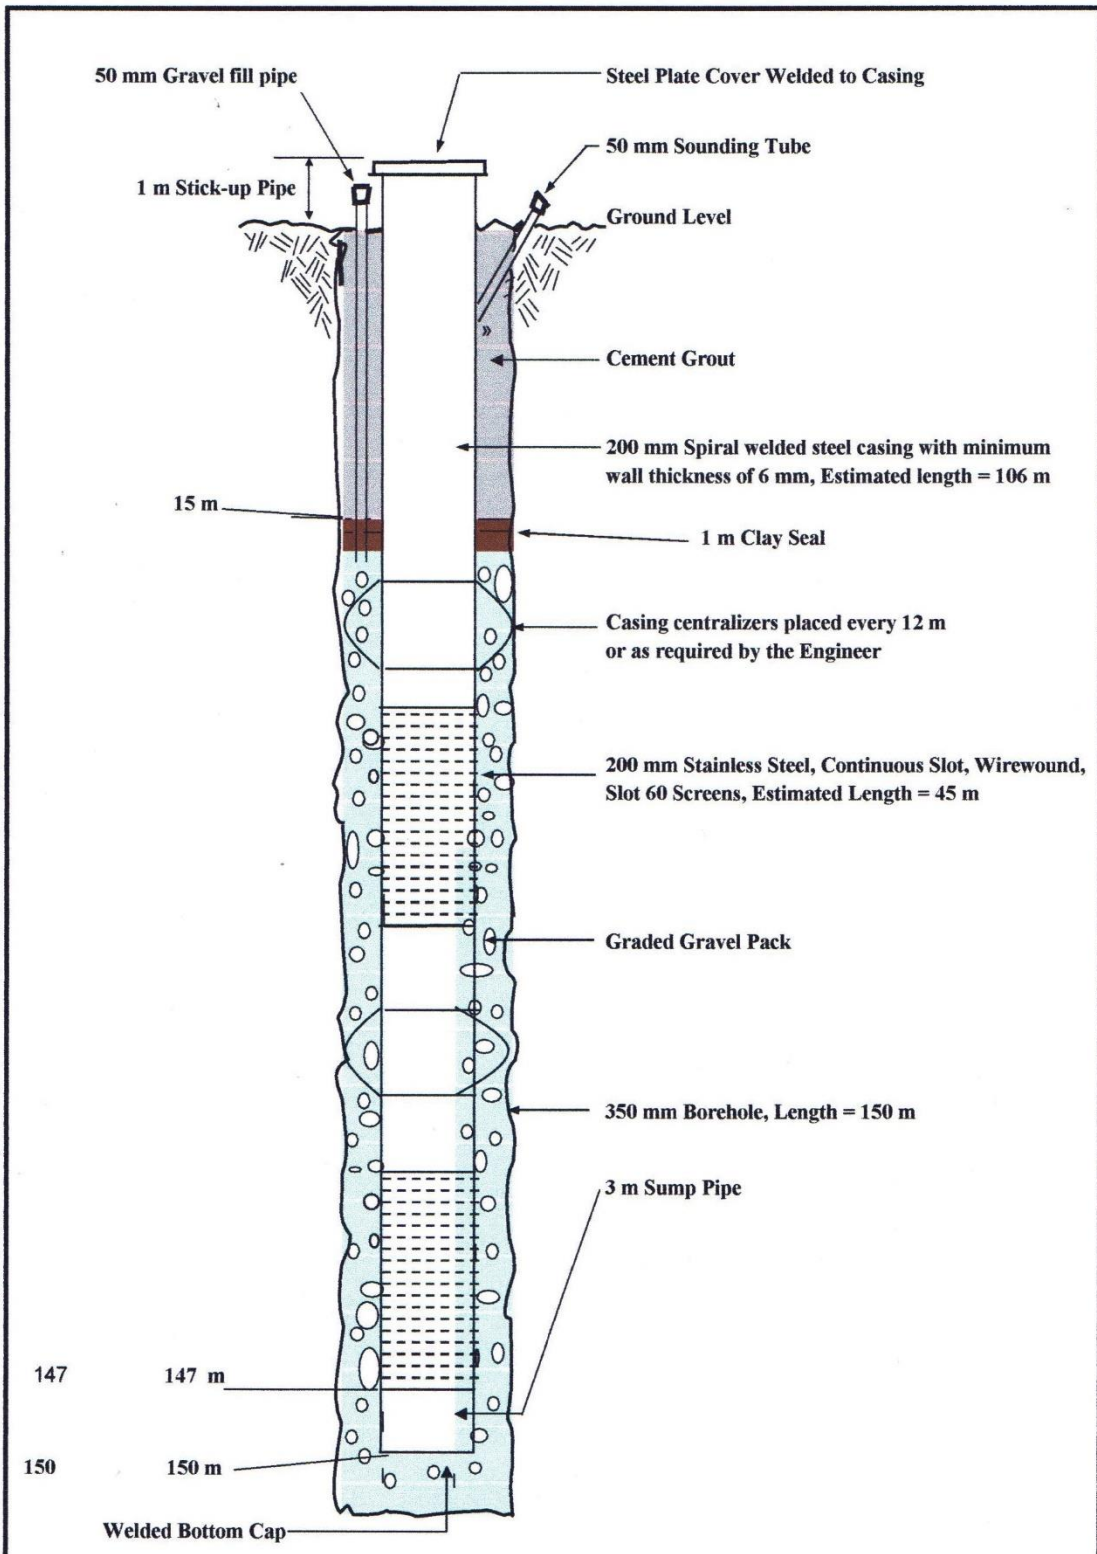 50 mm Gravel fill pipe
Steel Plate Cover Welded to Casing
50 mm Sounding Tube
1 m Stick-up Pipe
Ground Level
»
Cement Grout
200 mm Spiral welded steel casing with minimum
wall thickness of 6 mm, Estimated length = 106 m
15 m
1 m Clay Seal
Casing centralizers placed every 12 m
or as required by the Engineer
200 mm Stainless Steel, Continuous Slot, Wirewound,
Slot 60 Screens, Estimated Length = 45 m
Graded Gravel Pack
350 mm Borehole, Length = 150 m
3 m Sump Pipe
147
147 m
150
150 m
Welded Bottom Cap